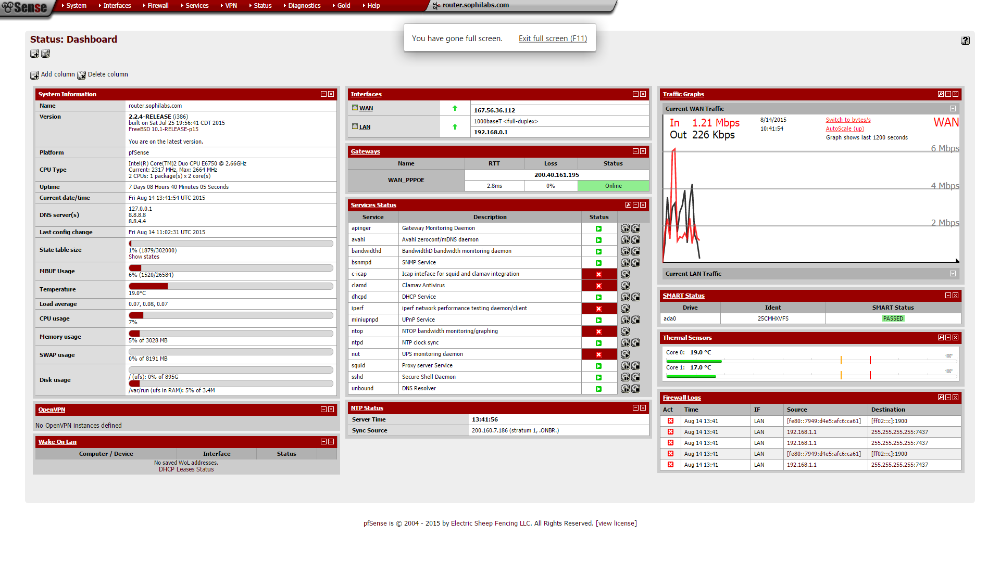 Sense
System
Interfaces
Firewall
Services
VPN
Status
Diagnostics
Gold
Help
router.sophilabs.com
You have gone full screen. Exit full screen (F11)
Status: Dashboard
Add column Delete column
System Information
Name router.sophilabs.com
Version 2.2.4-RELEASE (i386)
built on Sat Jul 25 19:56:41 CDT 2015
FreeBSD 10.1-RELEASE-p15
You are on the latest version.
Platform pfSense
CPU Type Intel(R) Core(TM)2 Duo CPU E6750 @ 2.66GHz
Current: 2317 MHz, Max: 2664 MHz
2 CPUs: 1 package(s) x 2 core(s)
Uptime 7 Days 08 Hours 40 Minutes 05 Seconds
Current date/time Fri Aug 14 13:41:54 UTC 2015
DNS server(s) 127.0.0.1
8.8.8.8
8.8.4.4
Last config change Fri Aug 14 11:02:31 UTC 2015
State table size 1% (1879/302000)
Show states
MBUF Usage 6% (1520/26584)
Temperature 19.0°C
Load average 0.07, 0.08, 0.07
CPU usage 7%
Memory usage 5% of 3028 MB
SWAP usage 0% of 8191 MB
Disk usage / (ufs): 0% of 895G
/var/run (ufs in RAM): 5% of 3.4M
OpenVPN
No OpenVPN instances defined
Wake On Lan
Computer / Device Interface Status
No saved WoL addresses.
DHCP Leases Status
Interfaces
WAN 167.56.36.112
LAN 1000baseT <full-duplex>
192.168.0.1
Gateways
Name RTT Loss Status
WAN_PPPOE 200.40.161.195
2.8ms 0% Online
Services Status
Service Description Status
apinger Gateway Monitoring Daemon
avahi Avahi zeroconf/mDNS daemon
bandwidthd BandwidthD bandwidth monitoring daemon
bsnmpd SNMP Service
c-icap Icap inteface for squid and clamav integration
clamd Clamav Antivirus
dhcpd DHCP Service
iperf iperf network performance testing daemon/client
miniupnpd UPnP Service
ntop NTOP bandwidth monitoring/graphing
ntpd NTP clock sync
nut UPS monitoring daemon
squid Proxy server Service
sshd Secure Shell Daemon
unbound DNS Resolver
NTP Status
Server Time 13:41:56
Sync Source 200.160.7.186 (stratum 1, .ONBR.)
Traffic Graphs
Current WAN Traffic
In 1.21 Mbps 8/14/2015 Switch to bytes/s WAN
Out 226 Kbps 10:41:54 AutoScale (up)
Graph shows last 1200 seconds
6 Mbps
4 Mbps
2 Mbps
Current LAN Traffic
SMART Status
Drive Ident SMART Status
ada0 25CMHXVFS PASSED
Thermal Sensors
Core 0: 19.0 °C 100°
Core 1: 17.0 °C 100°
Firewall Logs
Act Time IF Source Destination
Aug 14 13:41 LAN [fe80::7949:d4e5:afc6:ca61] [ff02::c]:1900
Aug 14 13:41 LAN 192.168.1.1 255.255.255.255:7437
Aug 14 13:41 LAN 192.168.1.1 255.255.255.255:7437
Aug 14 13:41 LAN [fe80::7949:d4e5:afc6:ca61] [ff02::c]:1900
Aug 14 13:41 LAN 192.168.1.1 255.255.255.255:7437
pfSense is © 2004 - 2015 by Electric Sheep Fencing LLC. All Rights Reserved. [view license]